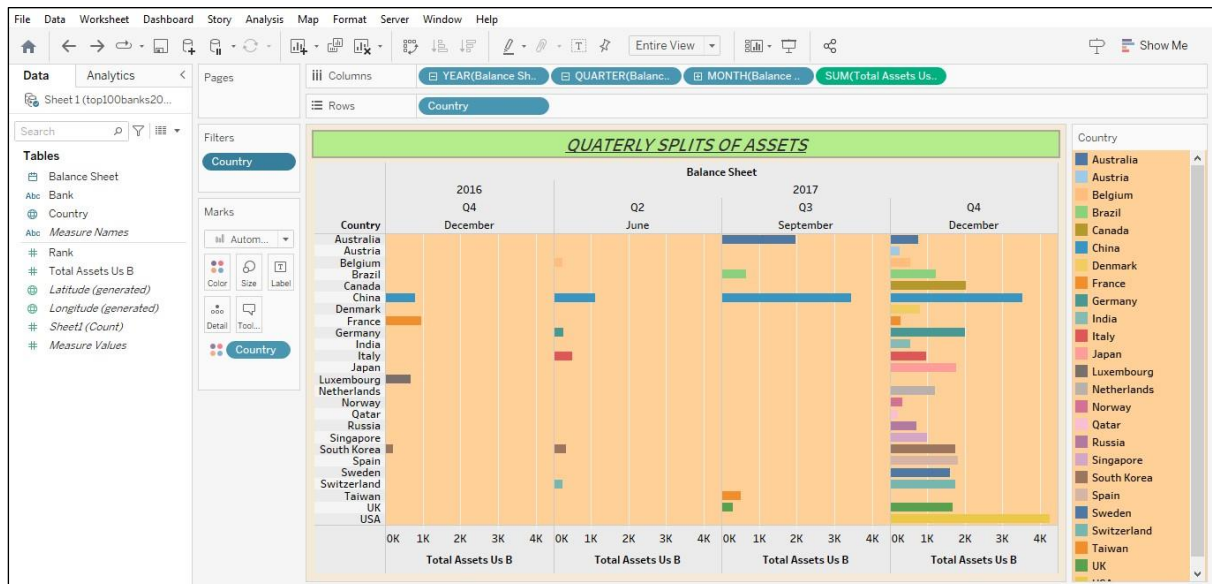 File Data Worksheet Dashboard Story Analysis Map Format Server Window Help
Entire View
Show Me
Data Analytics
Sheet 1 (top100banks20...
Search
Tables
Balance Sheet
Abc Bank
Country
Abc Measure Names
# Rank
# Total Assets Us B
Latitude (generated)
Longitude (generated)
# Sheet1 (Count)
# Measure Values
Pages
Filters
Country
Marks
Autom...
Color Size Label
Detail Tool...
Country
Columns
YEAR(Balance Sh.. QUARTER(Balanc.. MONTH(Balance .. SUM(Total Assets Us..
Rows
Country
QUATERLY SPLITS OF ASSETS
Balance Sheet
2016 2017
Q4 Q2 Q3 Q4
Country December June September December
Australia
Austria
Belgium
Brazil
Canada
China
Denmark
France
Germany
India
Italy
Japan
Luxembourg
Netherlands
Norway
Qatar
Russia
Singapore
South Korea
Spain
Sweden
Switzerland
Taiwan
UK
USA
0K 1K 2K 3K 4K 0K 1K 2K 3K 4K 0K 1K 2K 3K 4K 0K 1K 2K 3K 4K
Total Assets Us B Total Assets Us B Total Assets Us B Total Assets Us B
Country
Australia
Austria
Belgium
Brazil
Canada
China
Denmark
France
Germany
India
Italy
Japan
Luxembourg
Netherlands
Norway
Qatar
Russia
Singapore
South Korea
Spain
Sweden
Switzerland
Taiwan
UK